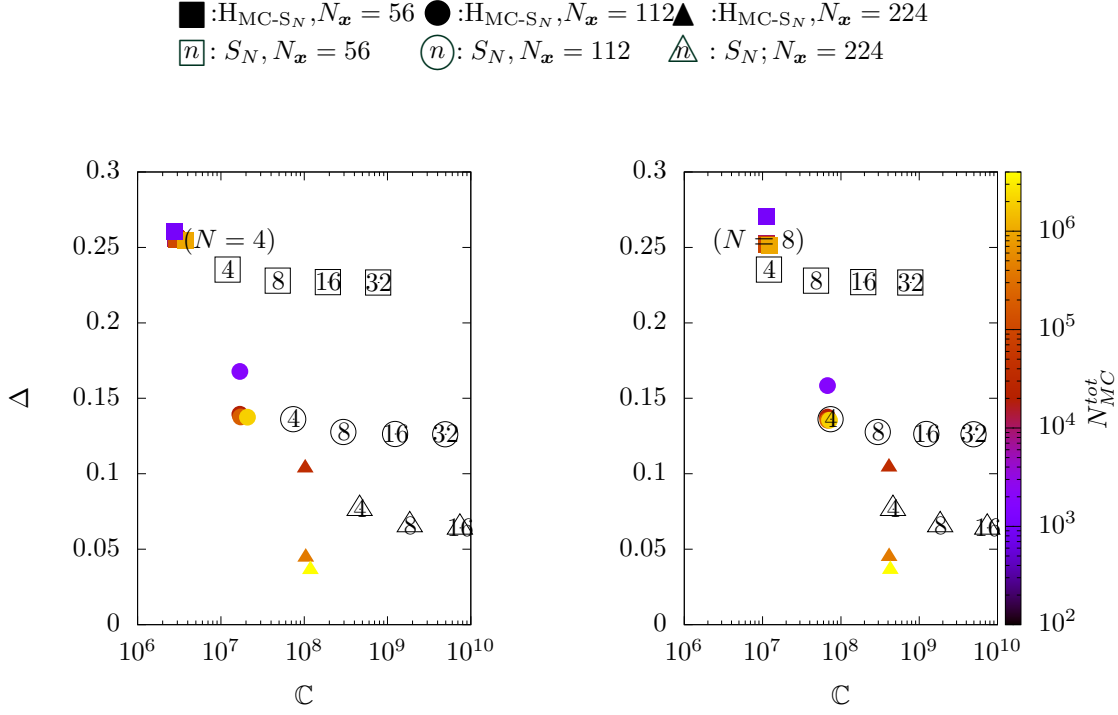 :H_MC-S_N, N_x = 56 :H_MC-S_N, N_x = 112 :H_MC-S_N, N_x = 224
n : S_N, N_x = 56 n : S_N, N_x = 112 n : S_N; N_x = 224
0.3 0.3
0.25 (N = 4) 0.25 (N = 8) 10^6
4 8 16 32 4 8 16 32
0.2 0.2
10^5
0.15 0.15
Δ 4 8 16 32 4 8 16 32 N_MC^tot
0.1 0.1 10^4
4 8 16 4 8 16
10^3
0.05 0.05
0 0 10^2
10^6 10^7 10^8 10^9 10^10 10^6 10^7 10^8 10^9 10^10
ℂ ℂ